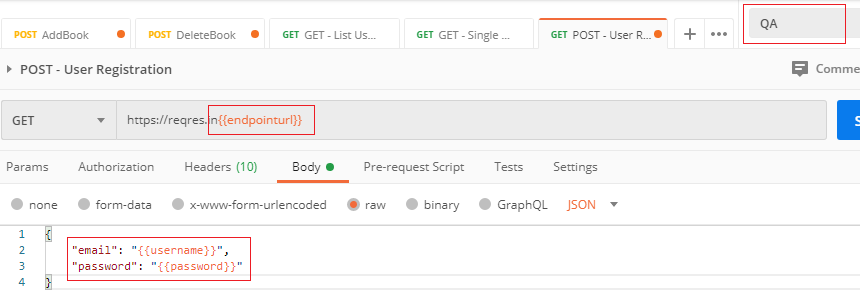 POST AddBook
POST DeleteBook
GET GET - List Us...
GET GET - Single ...
GET POST - User R...
QA
POST - User Registration
Comme
GET
https://reqres.in{{endpointurl}}
S
Params Authorization Headers (10) Body Pre-request Script Tests Settings
none form-data x-www-form-urlencoded raw binary GraphQL JSON
1 {
2 "email": "{{username}}",
3 "password": "{{password}}"
4 }